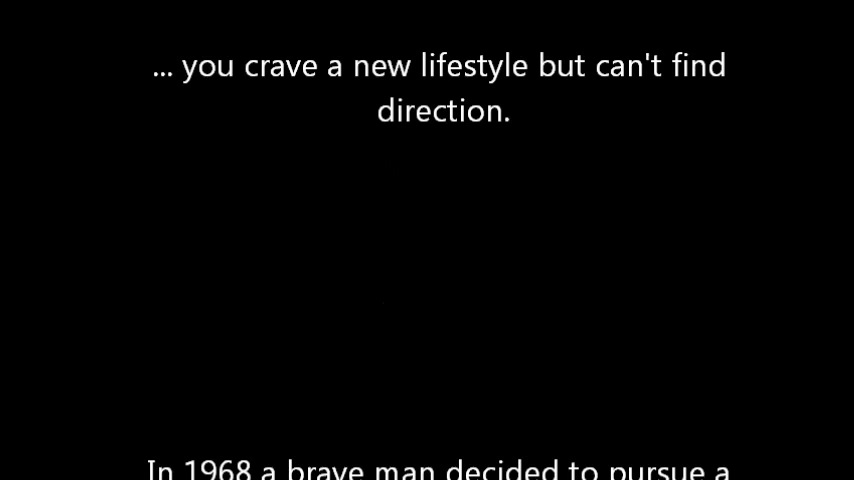 ... you crave a new lifestyle but can't find
direction.
In 1968 a brave man decided to pursue a